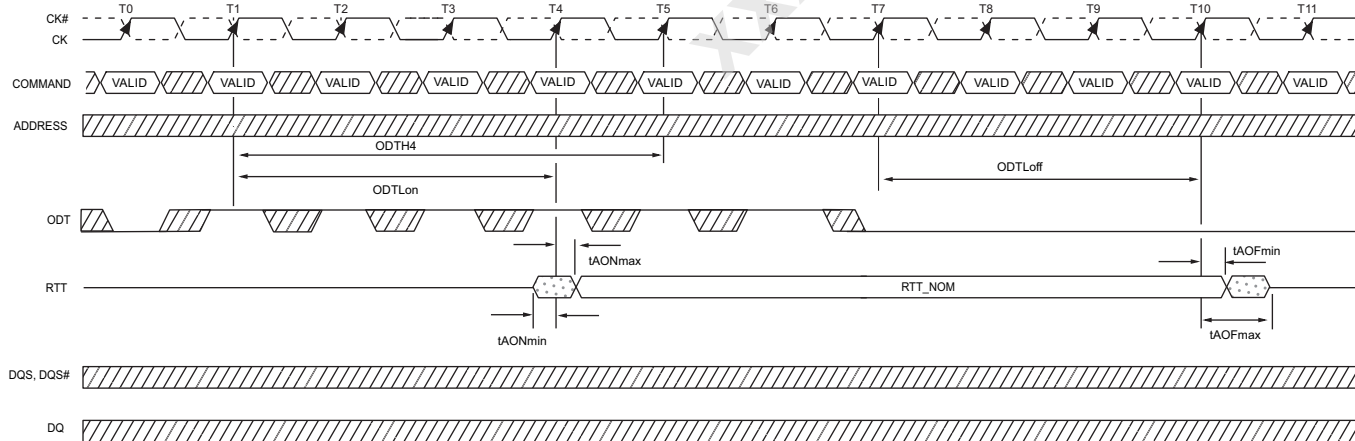 T0 T1 T2 T3 T4 T5 T6 T7 T8 T9 T10 T11
CK#
CK
COMMAND VALID VALID VALID VALID VALID VALID VALID VALID VALID VALID VALID VALID
ADDRESS
ODTH4
ODTLon
ODTLoff
ODT
tAONmax
tAOFmin
RTT
RTT_NOM
tAONmin
tAOFmax
DQS, DQS#
DQ